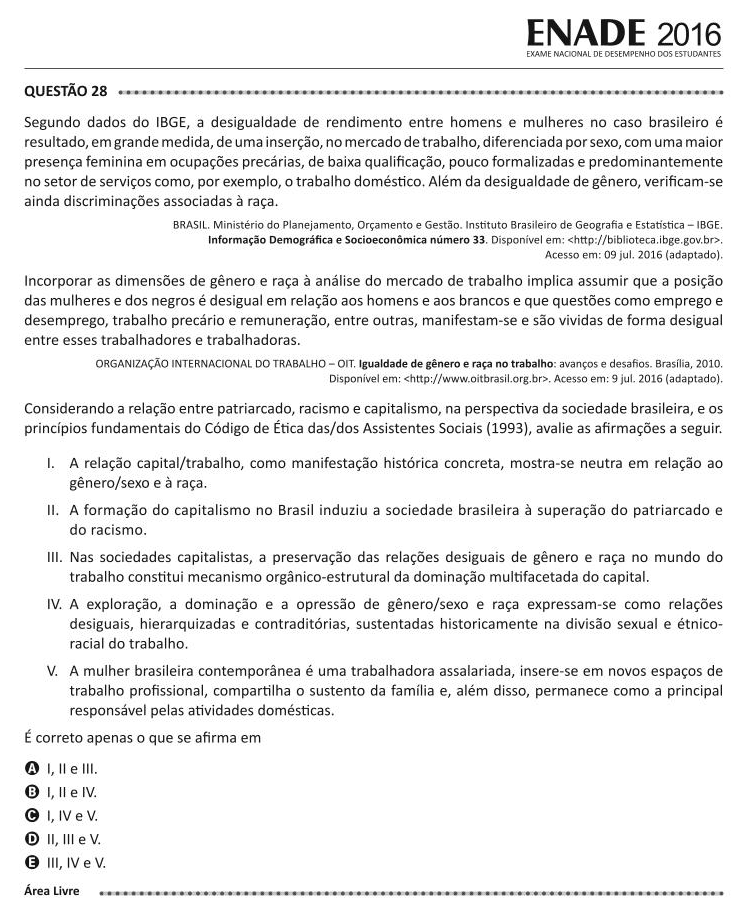 ENADE 2016
EXAME NACIONAL DE DESEMPENHO DOS ESTUDANTES
QUESTÃO 28
Segundo dados do IBGE, a desigualdade de rendimento entre homens e mulheres no caso brasileiro é
resultado, em grande medida, de uma inserção, no mercado de trabalho, diferenciada por sexo, com uma maior
presença feminina em ocupações precárias, de baixa qualificação, pouco formalizadas e predominantemente
no setor de serviços como, por exemplo, o trabalho doméstico. Além da desigualdade de gênero, verificam-se
ainda discriminações associadas à raça.
BRASIL. Ministério do Planejamento, Orçamento e Gestão. Instituto Brasileiro de Geografia e Estatística – IBGE.
Informação Demográfica e Socioeconômica número 33. Disponível em: <http://biblioteca.ibge.gov.br>.
Acesso em: 09 jul. 2016 (adaptado).
Incorporar as dimensões de gênero e raça à análise do mercado de trabalho implica assumir que a posição
das mulheres e dos negros é desigual em relação aos homens e aos brancos e que questões como emprego e
desemprego, trabalho precário e remuneração, entre outras, manifestam-se e são vividas de forma desigual
entre esses trabalhadores e trabalhadoras.
ORGANIZAÇÃO INTERNACIONAL DO TRABALHO – OIT. Igualdade de gênero e raça no trabalho: avanços e desafios. Brasília, 2010.
Disponível em: <http://www.oitbrasil.org.br>. Acesso em: 9 jul. 2016 (adaptado).
Considerando a relação entre patriarcado, racismo e capitalismo, na perspectiva da sociedade brasileira, e os
princípios fundamentais do Código de Ética das/dos Assistentes Sociais (1993), avalie as afirmações a seguir.
I. A relação capital/trabalho, como manifestação histórica concreta, mostra-se neutra em relação ao
gênero/sexo e à raça.
II. A formação do capitalismo no Brasil induziu a sociedade brasileira à superação do patriarcado e
do racismo.
III. Nas sociedades capitalistas, a preservação das relações desiguais de gênero e raça no mundo do
trabalho constitui mecanismo orgânico-estrutural da dominação multifacetada do capital.
IV. A exploração, a dominação e a opressão de gênero/sexo e raça expressam-se como relações
desiguais, hierarquizadas e contraditórias, sustentadas historicamente na divisão sexual e étnico-
racial do trabalho.
V. A mulher brasileira contemporânea é uma trabalhadora assalariada, insere-se em novos espaços de
trabalho profissional, compartilha o sustento da família e, além disso, permanece como a principal
responsável pelas atividades domésticas.
É correto apenas o que se afirma em
A I, II e III.
B I, II e IV.
C I, IV e V.
D II, III e V.
E III, IV e V.
Área Livre